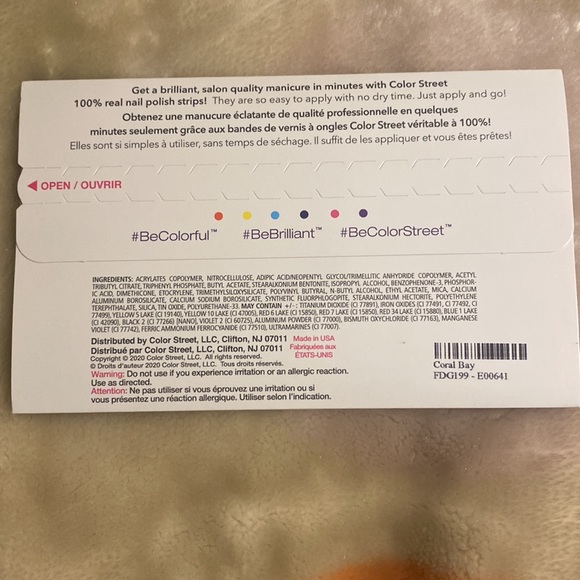 Get a brilliant, salon quality manicure in minutes with Color Street
100% real nail polish strips! They are so easy to apply with no dry time. Just apply and go!
Obtenez une manucure éclatante de qualité professionnelle en quelques
minutes seulement grâce aux bandes de vernis à ongles Color Street véritable à 100%!
Elles sont si simples à utiliser, sans temps de séchage. Il suffit de les appliquer et vous êtes prêtes!
OPEN / OUVRIR
#BeColorful™ #BeBrilliant™ #BeColorStreet™
INGREDIENTS: ACRYLATES COPOLYMER, NITROCELLULOSE, ADIPIC ACID/NEOPENTYL GLYCOL/TRIMELLITIC ANHYDRIDE COPOLYMER, ACETYL
TRIBUTYL CITRATE, TRIPHENYL PHOSPHATE, BUTYL ACETATE, STEARALKONIUM BENTONITE, ISOPROPYL ALCOHOL, BENZOPHENONE-3, PHOSPHOR-
IC ACID, DIMETHICONE, ETOCRYLENE, TRIMETHYLSILOXYSILICATE, POLYVINYL BUTYRAL, N-BUTYL ALCOHOL, ETHYL ACETATE, MICA, CALCIUM
ALUMINUM BOROSILICATE, CALCIUM SODIUM BOROSILICATE, SYNTHETIC FLUORPHLOGOPITE, STEARALKONIUM HECTORITE, POLYETHYLENE
TEREPHTHALATE, SILICA, TIN OXIDE, POLYURETHANE-33. MAY CONTAIN +/-: TITANIUM DIOXIDE (CI 77891), IRON OXIDES (CI 77491, CI 77492, CI
77499), YELLOW 5 LAKE (CI 19140), YELLOW 10 LAKE (CI 47005), RED 6 LAKE (CI 15850), RED 7 LAKE (CI 15850), RED 34 LAKE (CI 15880), BLUE 1 LAKE
(CI 42090), BLACK 2 (CI 77266) [NANO], VIOLET 2 (CI 60725), ALUMINUM POWDER (CI 77000), BISMUTH OXYCHLORIDE (CI 77163), MANGANESE
VIOLET (CI 77742), FERRIC AMMONIUM FERROCYANIDE (CI 77510), ULTRAMARINES (CI 77007).
Distributed by Color Street, LLC, Clifton, NJ 07011 Made in USA
Distribué par Color Street, LLC, Clifton, NJ 07011 Fabriquées aux
Copyright © 2020 Color Street, LLC. All rights reserved. ÉTATS-UNIS
© Droits d'auteur 2020 Color Street, LLC. Tous droits réservés.
Warning: Do not use if you experience irritation or an allergic reaction.
Use as directed.
Attention: Ne pas utiliser si vous éprouvez une irritation ou si
vous présentez une réaction allergique. Utiliser selon l'indication.
Coral Bay
FDG199 - E00641